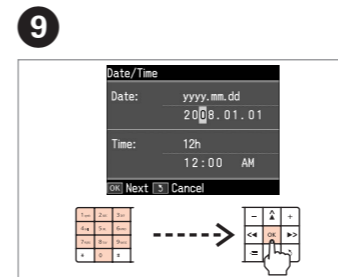 9
Date/Time
Date: yyyy.mm.dd
2008.01.01
Time: 12h
12:00 AM
OK Next Cancel
- +
OK